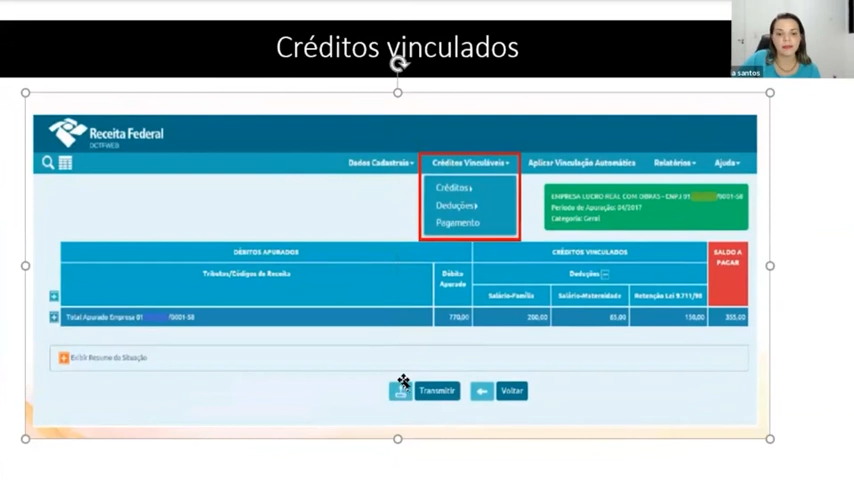 Créditos vinculados
a santos
Receita Federal
DCTFWEB
Dados Cadastrais
Créditos Vinculáveis
Aplicar Vinculação Automática
Relatórios
Ajuda
Créditos
Deduções
Pagamento
EMPRESA LUCRO REAL COM OBRAS - CNPJ 01 /0001-58
Período de Apuração: 04/2017
Categoria: Geral
DÉBITOS APURADOS
CRÉDITOS VINCULADOS
SALDO A
PAGAR
Tributos/Códigos de Receita
Débito
Apurado
Deduções
Salário-Família
Salário-Maternidade
Retenção Lei 9.711/98
Total Apurado Empresa 01 /0001-58
770,00
200,00
85,00
150,00
335,00
Exibir Resumo da Situação
Transmitir
Voltar